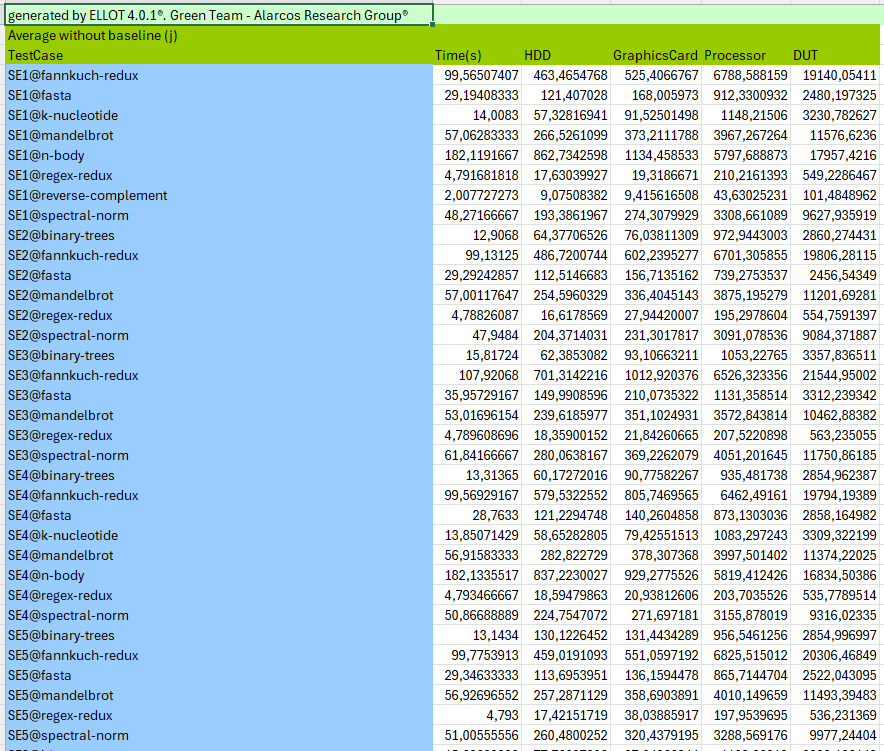 generated by ELLOT 4.0.1®. Green Team - Alarcos Research Group®
Average without baseline (j)
TestCase Time(s) HDD GraphicsCard Processor DUT
SE1@fannkuch-redux 99,56507407 463,4654768 525,4066767 6788,588159 19140,05411
SE1@fasta 29,19408333 121,407028 168,005973 912,3300932 2480,197325
SE1@k-nucleotide 14,0083 57,32816941 91,52501498 1148,21506 3230,782627
SE1@mandelbrot 57,06283333 266,5261099 373,2111788 3967,267264 11576,6236
SE1@n-body 182,1191667 862,7342598 1134,458533 5797,688873 17957,4216
SE1@regex-redux 4,791681818 17,63039927 19,3186671 210,2161393 549,2286467
SE1@reverse-complement 2,007727273 9,07508382 9,415616508 43,63025231 101,4848962
SE1@spectral-norm 48,27166667 193,3861967 274,3079929 3308,661089 9627,935919
SE2@binary-trees 12,9068 64,37706526 76,03811309 972,9443003 2860,274431
SE2@fannkuch-redux 99,13125 486,7200744 602,2395277 6701,305855 19806,28115
SE2@fasta 29,29242857 112,5146683 156,7135162 739,2753537 2456,54349
SE2@mandelbrot 57,00117647 254,5960329 336,4045143 3875,195279 11201,69281
SE2@regex-redux 4,78826087 16,6178569 27,94420007 195,2978604 554,7591397
SE2@spectral-norm 47,9484 204,3714031 231,3017817 3091,078536 9084,371887
SE3@binary-trees 15,81724 62,3853082 93,10663211 1053,22765 3357,836511
SE3@fannkuch-redux 107,92068 701,3142216 1012,920376 6526,323356 21544,95002
SE3@fasta 35,95729167 149,9908596 210,0735322 1131,358514 3312,239342
SE3@mandelbrot 53,01696154 239,6185977 351,1024931 3572,843814 10462,88382
SE3@regex-redux 4,789608696 18,35900152 21,84260665 207,5220898 563,235055
SE3@spectral-norm 61,84166667 280,0638167 369,2262079 4051,201645 11750,86185
SE4@binary-trees 13,31365 60,17272016 90,77582267 935,481738 2854,962387
SE4@fannkuch-redux 99,56929167 579,5322552 805,7469565 6462,49161 19794,19389
SE4@fasta 28,7633 121,2294748 140,2604858 873,1303036 2858,164982
SE4@k-nucleotide 13,85071429 58,65282805 79,42551513 1083,297243 3309,322199
SE4@mandelbrot 56,91583333 282,822729 378,307368 3997,501402 11374,22025
SE4@n-body 182,1335517 837,2230027 929,2775526 5819,412426 16834,50386
SE4@regex-redux 4,793466667 18,59479863 20,93812606 203,7035526 535,7789514
SE4@spectral-norm 50,86688889 224,7547072 271,697181 3155,878019 9316,02335
SE5@binary-trees 13,1434 130,1226452 131,4434289 956,5461256 2854,996997
SE5@fannkuch-redux 99,7753913 459,0191093 551,0597192 6825,515012 20306,46849
SE5@fasta 29,34633333 113,6953951 136,1594478 865,7144704 2522,043095
SE5@mandelbrot 56,92696552 257,2871129 358,6903891 4010,149659 11493,39483
SE5@regex-redux 4,793 17,42151719 38,03885917 197,9539695 536,231369
SE5@spectral-norm 51,00555556 260,4800252 320,4379195 3288,569176 9977,24404